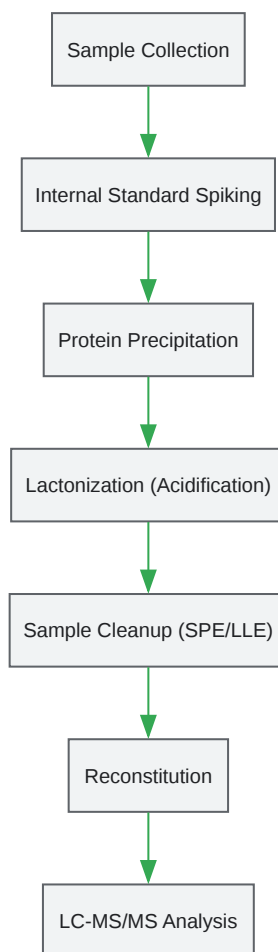 Sample Collection
Internal Standard Spiking
Protein Precipitation
Lactonization (Acidification)
Sample Cleanup (SPE/LLE)
Reconstitution
LC-MS/MS Analysis